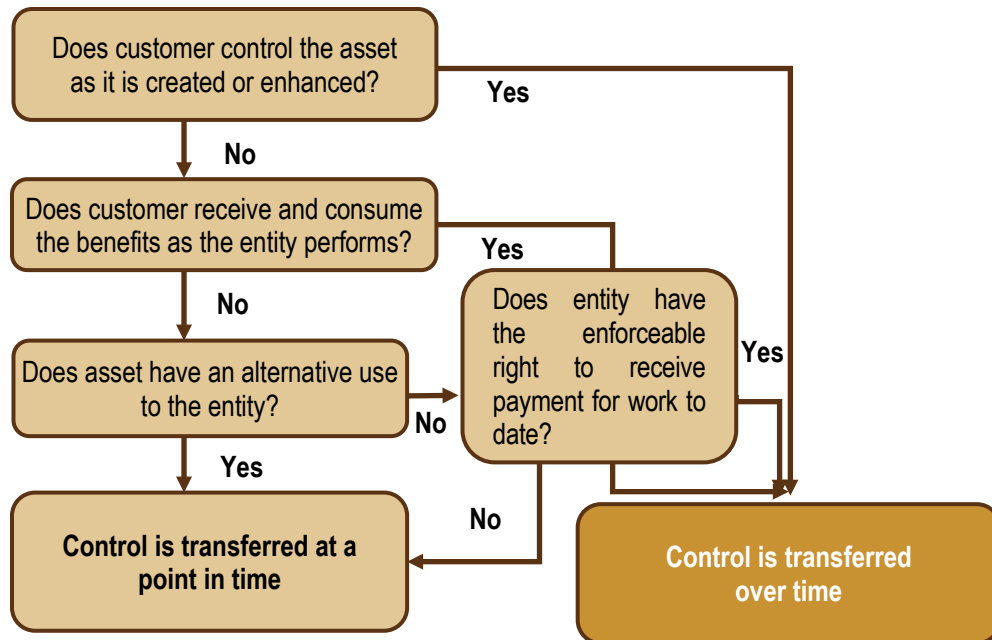 Does customer control the asset
as it is created or enhanced?
Yes
No
Does customer receive and consume
the benefits as the entity performs?
Yes
No
Does entity have
the enforceable
right to receive
payment for work to
date?
Yes
Does asset have an alternative use
to the entity?
No
Yes
No
Control is transferred at a
point in time
Control is transferred
over time